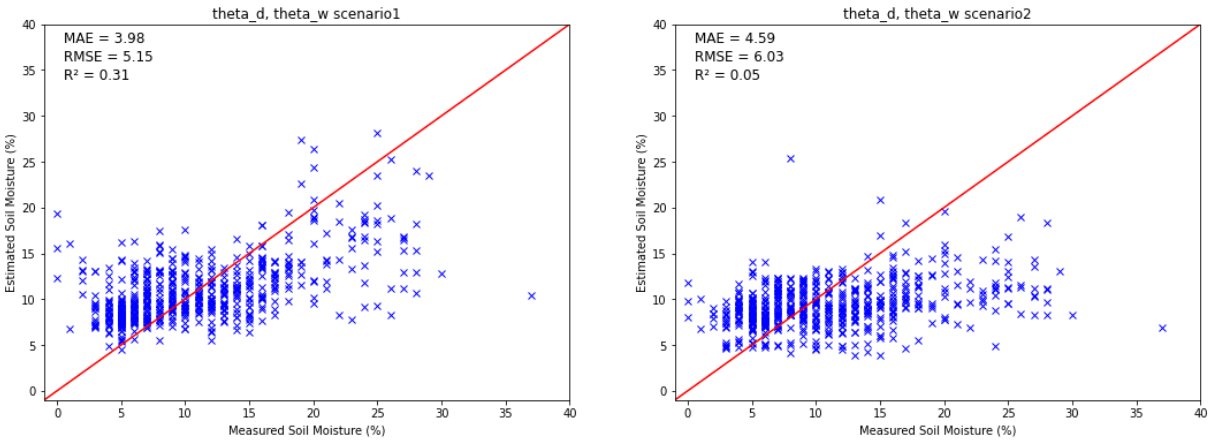 theta_d, theta_w scenario1
MAE = 3.98
RMSE = 5.15
R² = 0.31
40
35
30
25
20
15
10
5
0
Estimated Soil Moisture (%)
0 5 10 15 20 25 30 35 40
Measured Soil Moisture (%)
theta_d, theta_w scenario2
MAE = 4.59
RMSE = 6.03
R² = 0.05
40
35
30
25
20
15
10
5
0
Estimated Soil Moisture (%)
0 5 10 15 20 25 30 35 40
Measured Soil Moisture (%)